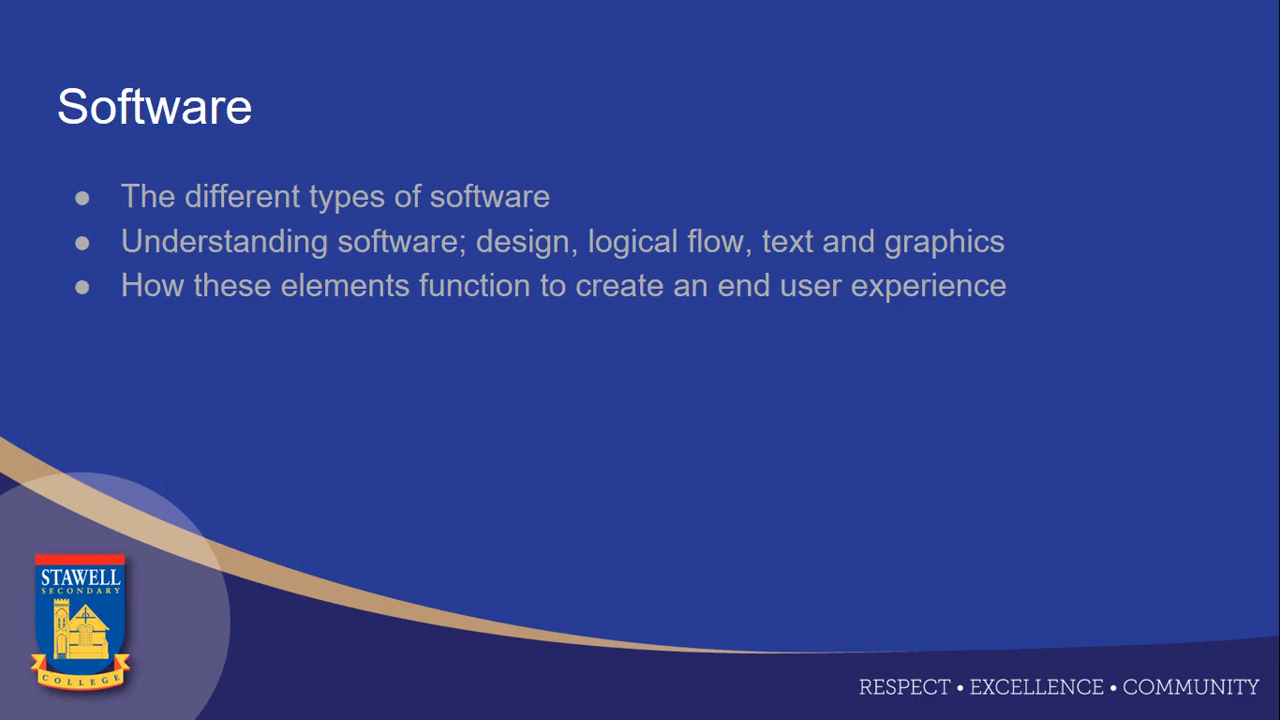 Software
● The different types of software
● Understanding software; design, logical flow, text and graphics
● How these elements function to create an end user experience
STAWELL
SECONDARY
COLLEGE
RESPECT • EXCELLENCE • COMMUNITY